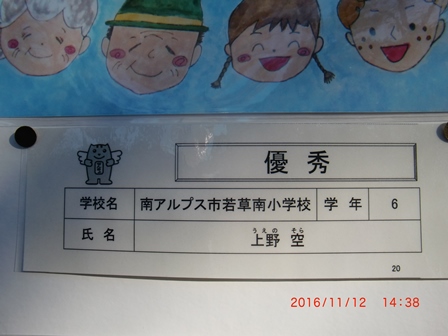 優秀
学校名 南アルプス市若草南小学校 学年 6
うえの そら
氏名 上野 空
20
2016/11/12 14:38